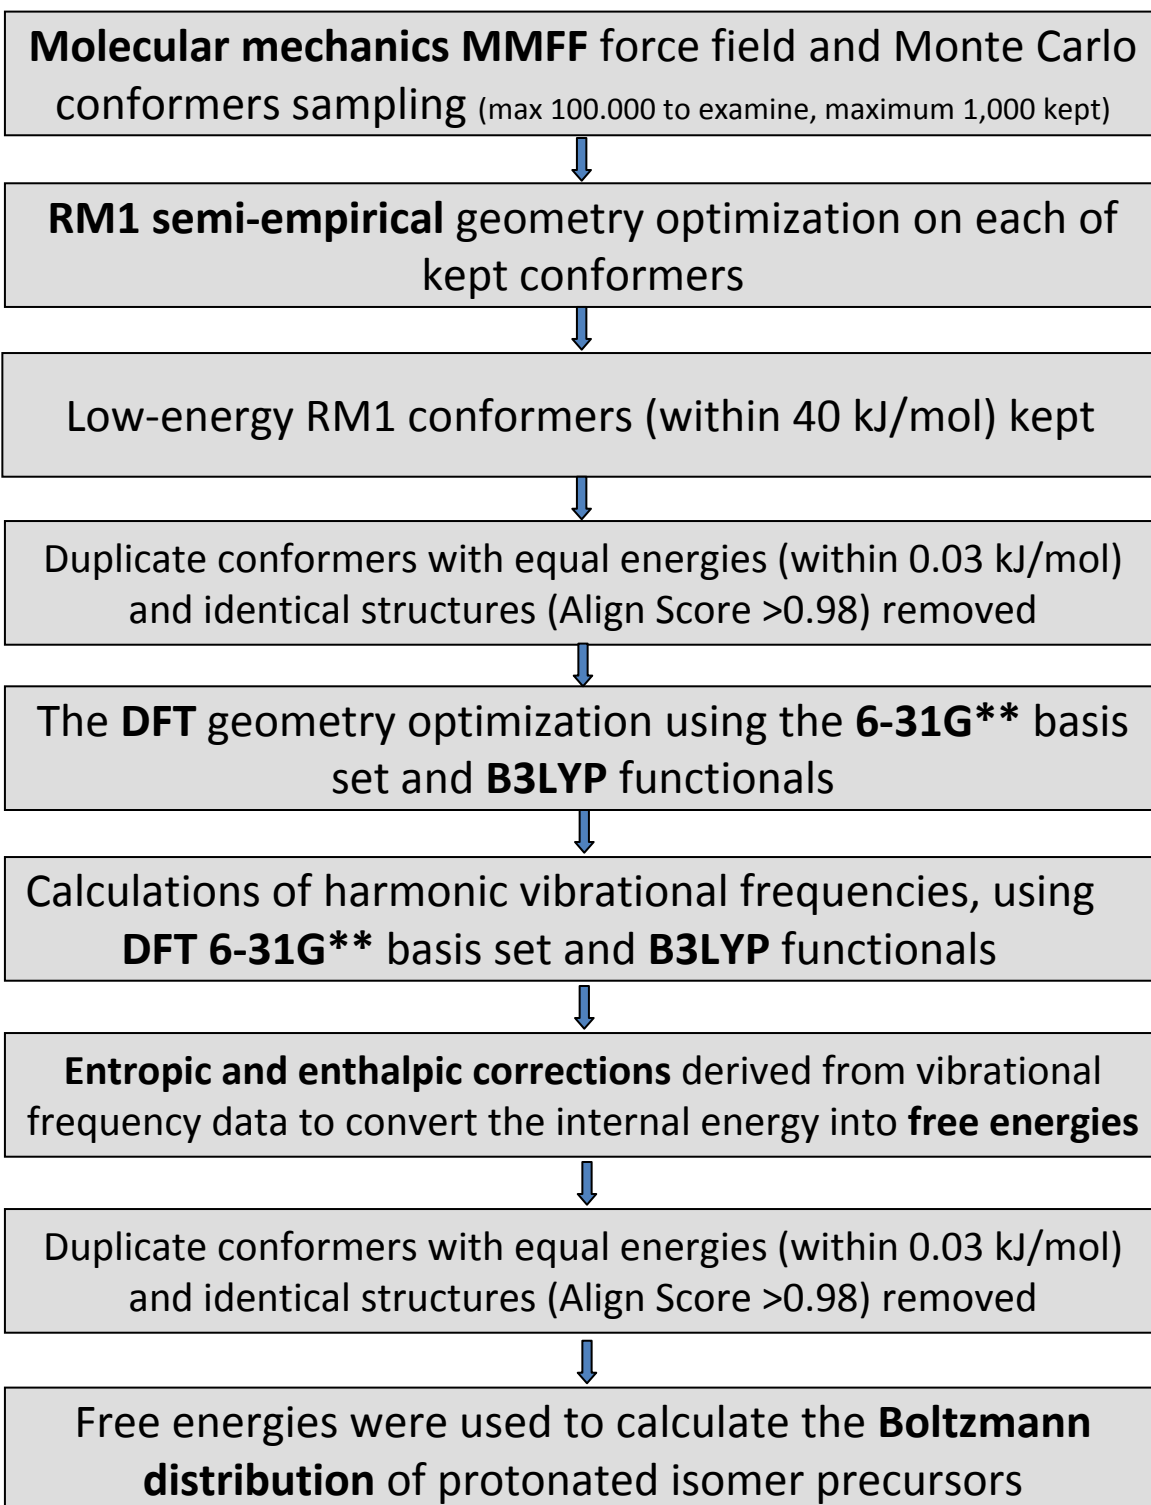 Molecular mechanics MMFF force field and Monte Carlo
conformers sampling (max 100.000 to examine, maximum 1,000 kept)
RM1 semi-empirical geometry optimization on each of
kept conformers
Low-energy RM1 conformers (within 40 kJ/mol) kept
Duplicate conformers with equal energies (within 0.03 kJ/mol)
and identical structures (Align Score >0.98) removed
The DFT geometry optimization using the 6-31G** basis
set and B3LYP functionals
Calculations of harmonic vibrational frequencies, using
DFT 6-31G** basis set and B3LYP functionals
Entropic and enthalpic corrections derived from vibrational
frequency data to convert the internal energy into free energies
Duplicate conformers with equal energies (within 0.03 kJ/mol)
and identical structures (Align Score >0.98) removed
Free energies were used to calculate the Boltzmann
distribution of protonated isomer precursors